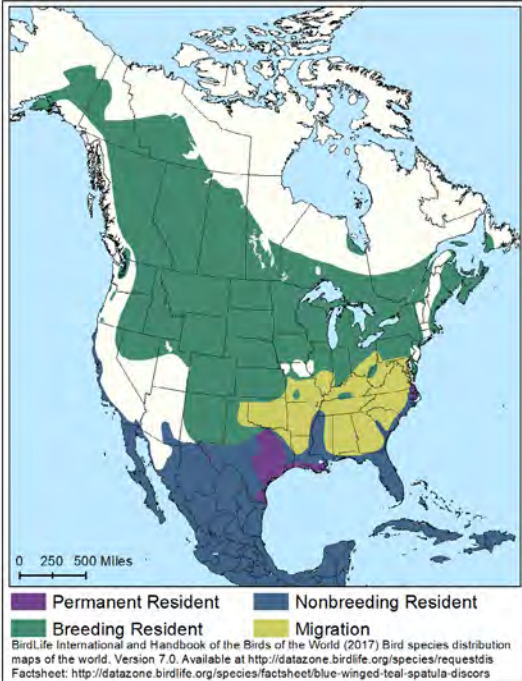 0 250 500 Miles
Permanent Resident
Nonbreeding Resident
Breeding Resident
Migration
BirdLife International and Handbook of the Birds of the World (2017) Bird species distribution
maps of the world. Version 7.0. Available at http://datazone.birdlife.org/species/requestdis
Factsheet: http://datazone.birdlife.org/species/factsheet/blue-winged-teal-spatula-discors